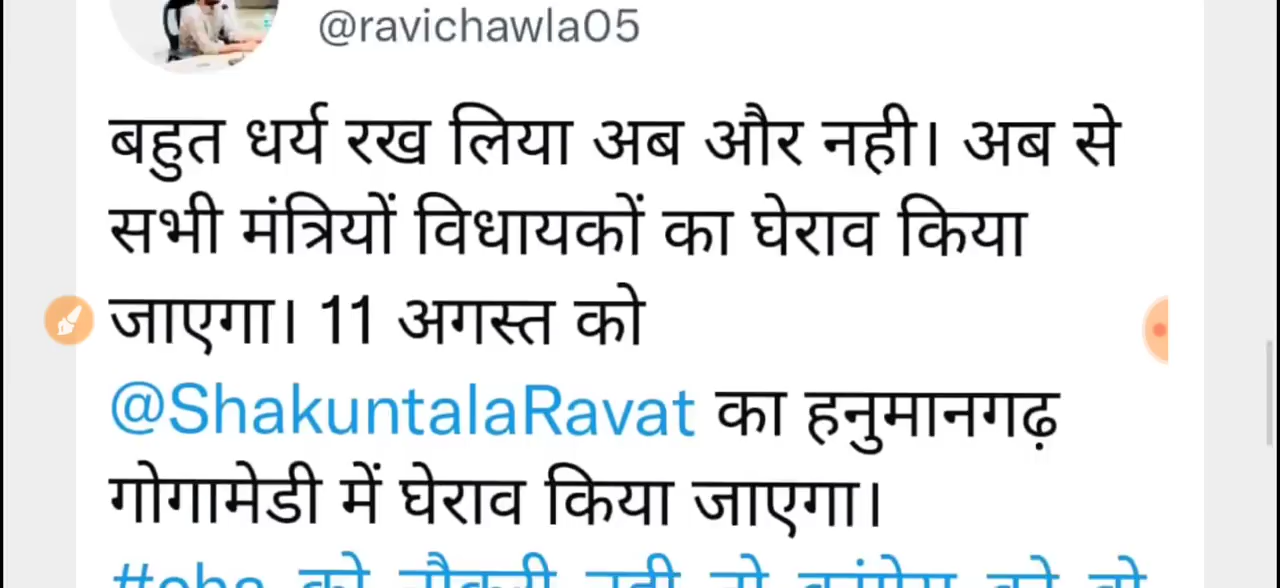 @ravichawla05
बहुत धर्य रख लिया अब और नही। अब से
सभी मंत्रियों विधायकों का घेराव किया
जाएगा। 11 अगस्त को
@ShakuntalaRavat का हनुमानगढ़
गोगामेडी में घेराव किया जाएगा।